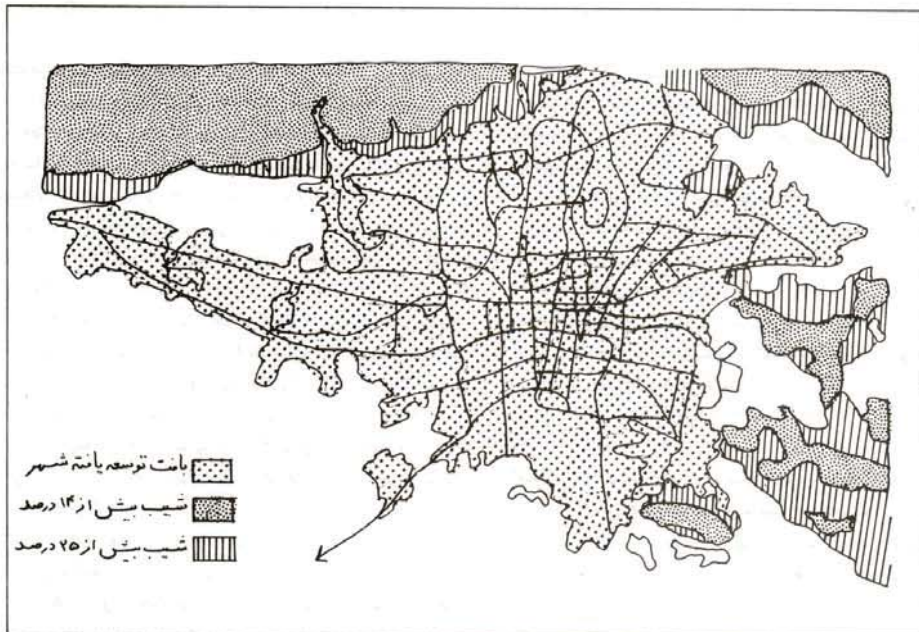 بافت توسعه یافته شهر
شیب بیش از ۱۴ درصد
شیب بیش از ۲۵ درصد